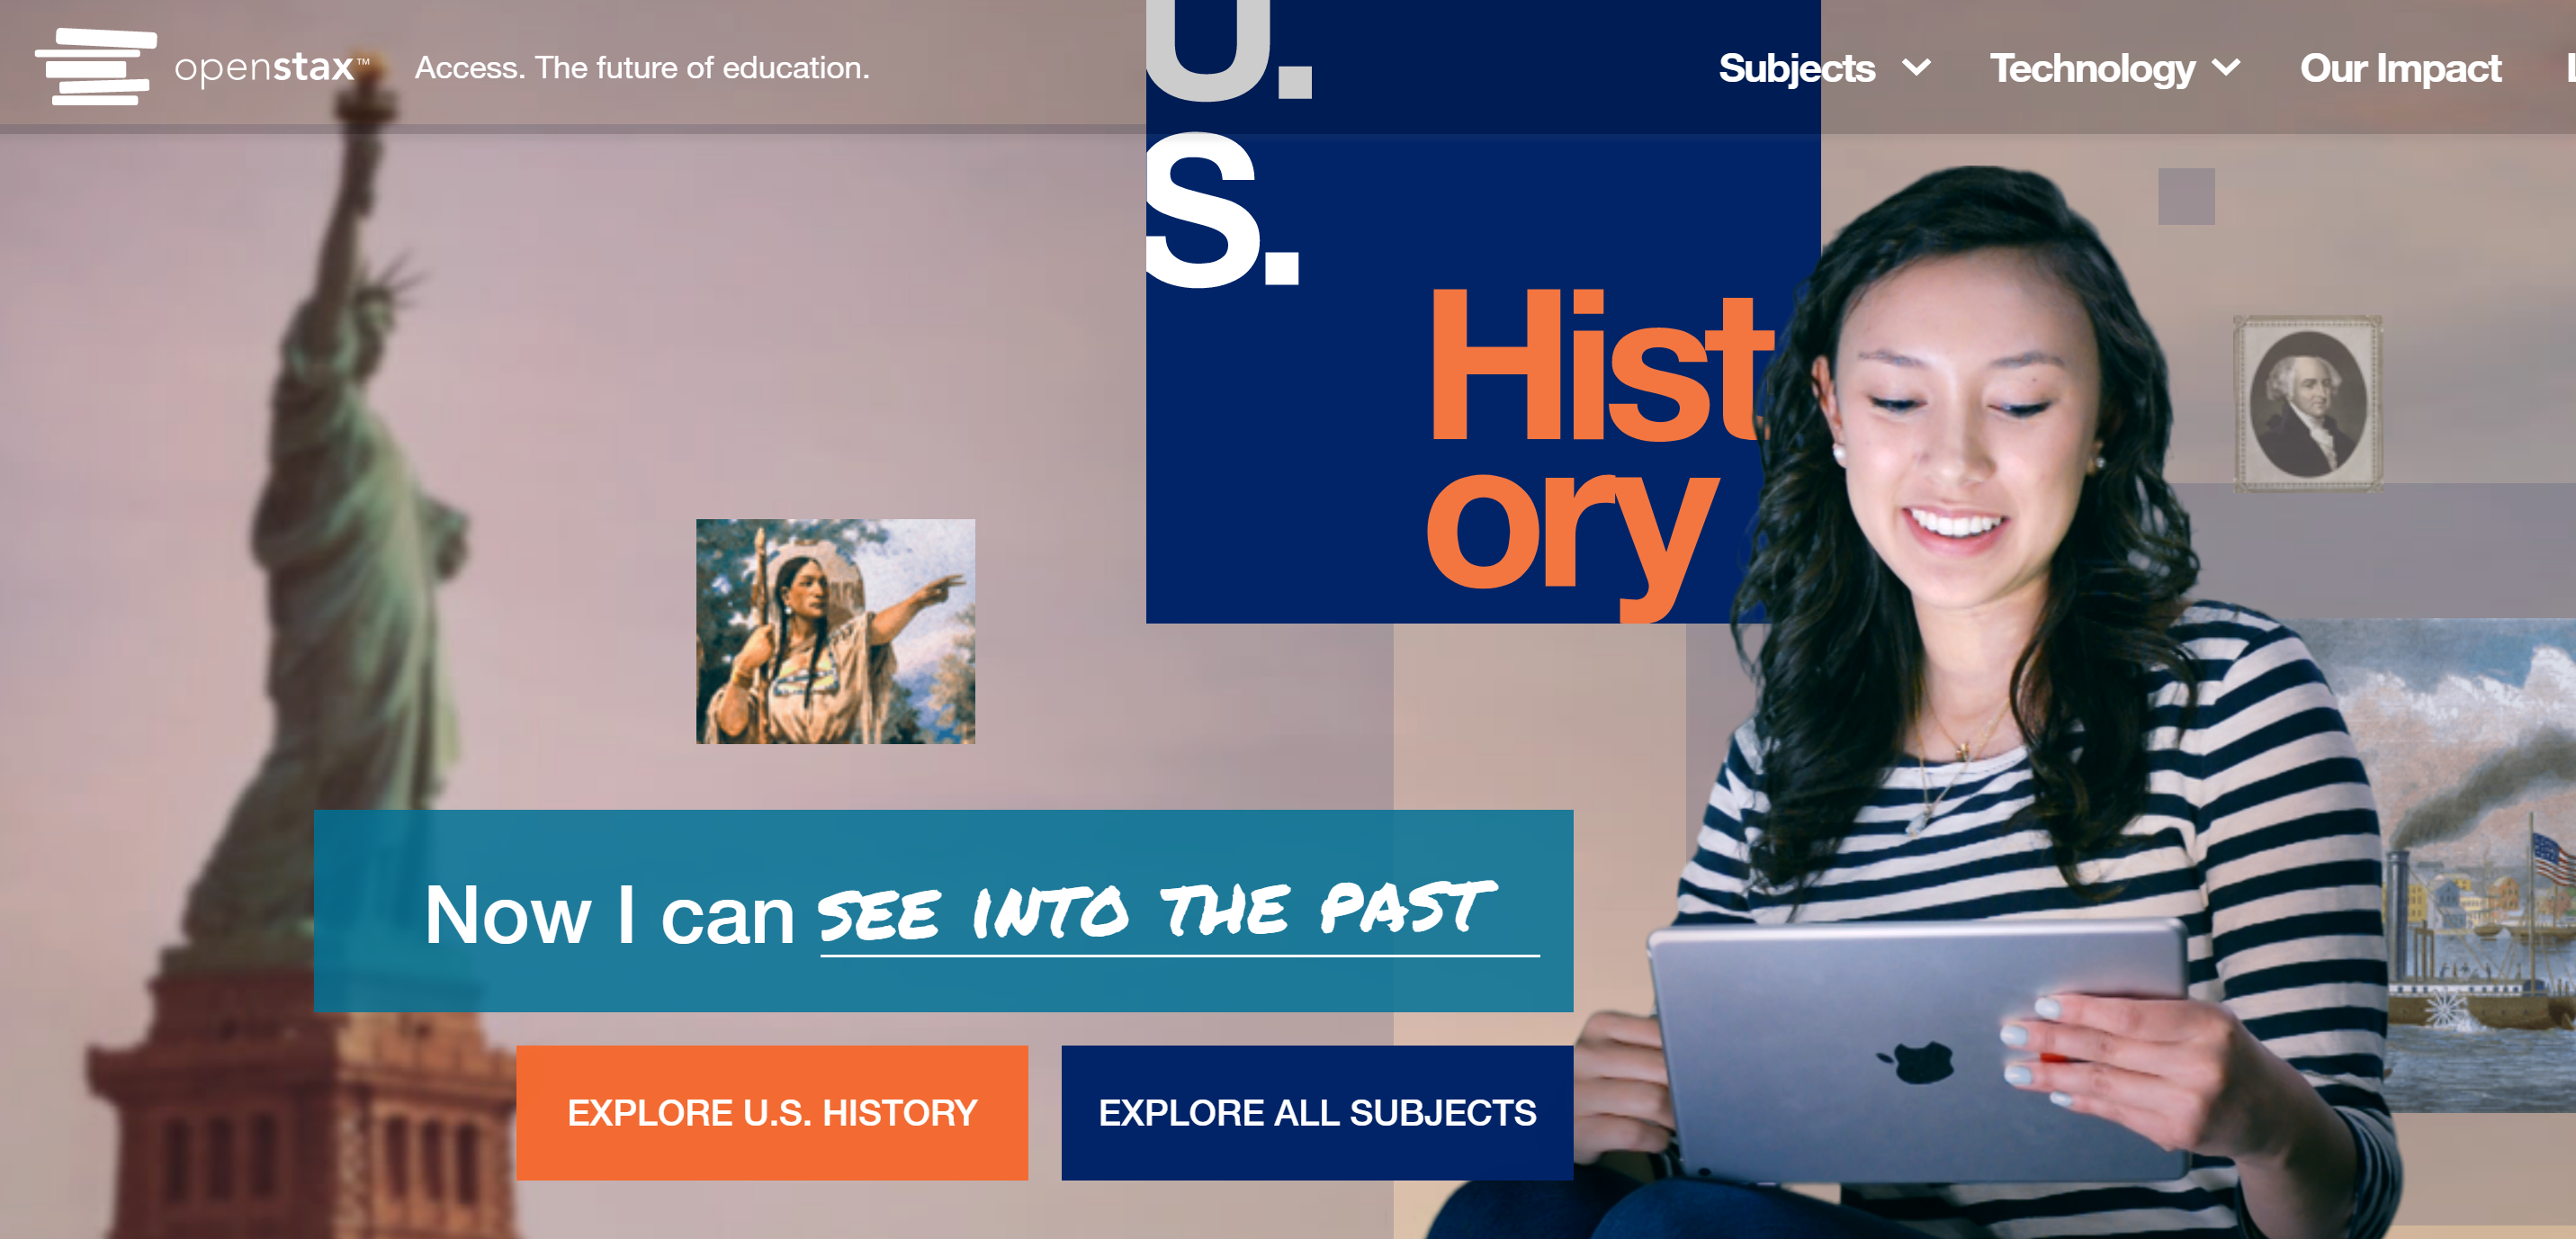 openstax™
Access. The future of education.
Subjects
Technology
Our Impact
U.
S.
Hist
ory
Now I can see into the past
EXPLORE U.S. HISTORY
EXPLORE ALL SUBJECTS